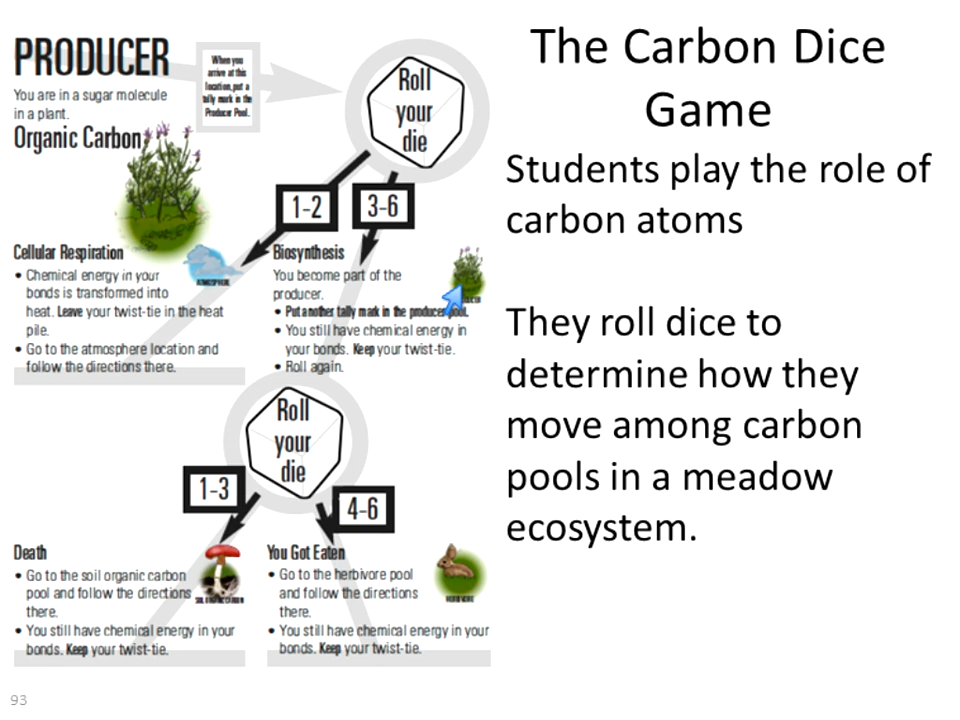 PRODUCER
You are in a sugar molecule
in a plant.
Organic Carbon
When you
arrive at this
location, put a
tally mark in the
Producer Pool.
Roll
your
die
1-2
3-6
Cellular Respiration
• Chemical energy in your
bonds is transformed into
heat. Leave your twist-tie in the heat
pile.
• Go to the atmosphere location and
follow the directions there.
ATMOSPHERE
Biosynthesis
You become part of the
producer.
• Put another tally mark in the producer pool.
• You still have chemical energy in
your bonds. Keep your twist-tie.
• Roll again.
Roll
your
die
1-3
4-6
Death
• Go to the soil organic carbon
pool and follow the directions
there.
• You still have chemical energy in your
bonds. Keep your twist-tie.
SOIL ORGANIC CARBON
You Got Eaten
• Go to the herbivore pool
and follow the directions
there.
• You still have chemical energy in your
bonds. Keep your twist-tie.
HERBIVORE
The Carbon Dice
Game
Students play the role of
carbon atoms
They roll dice to
determine how they
move among carbon
pools in a meadow
ecosystem.
93